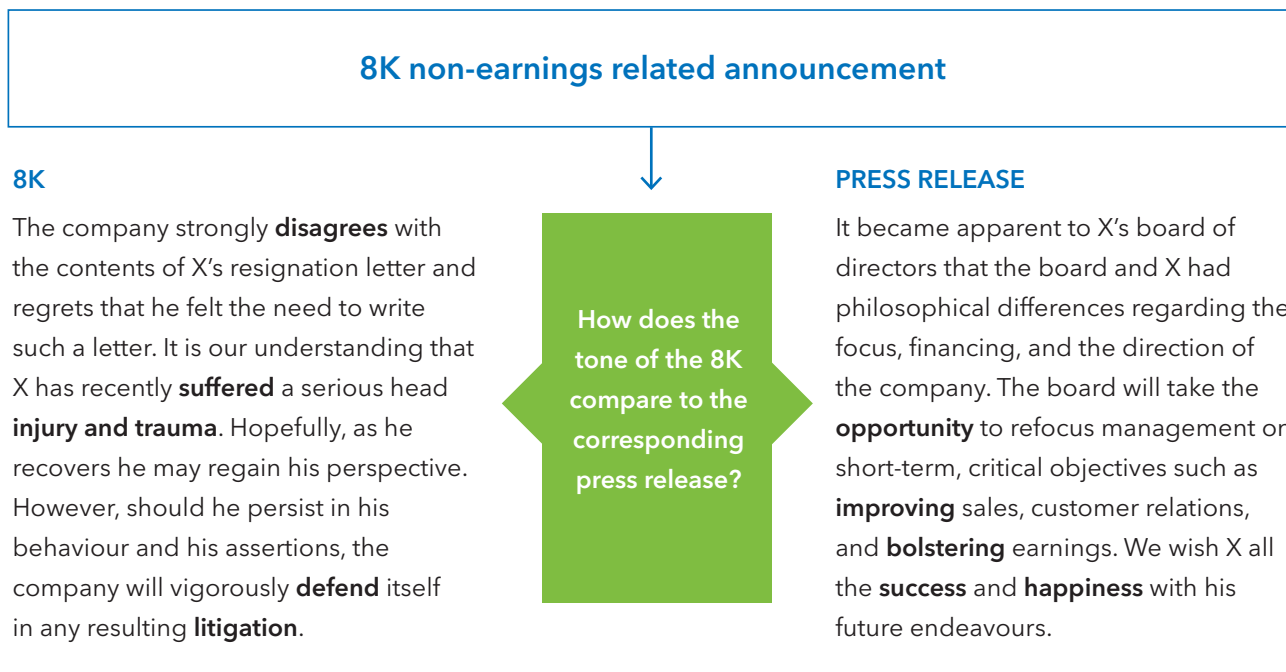 8K non-earnings related announcement
8K
The company strongly disagrees with
the contents of X's resignation letter and
regrets that he felt the need to write
such a letter. It is our understanding that
X has recently suffered a serious head
injury and trauma. Hopefully, as he
recovers he may regain his perspective.
However, should he persist in his
behaviour and his assertions, the
company will vigorously defend itself
in any resulting litigation.
How does the
tone of the 8K
compare to the
corresponding
press release?
PRESS RELEASE
It became apparent to X's board of
directors that the board and X had
philosophical differences regarding the
focus, financing, and the direction of
the company. The board will take the
opportunity to refocus management on
short-term, critical objectives such as
improving sales, customer relations,
and bolstering earnings. We wish X all
the success and happiness with his
future endeavours.